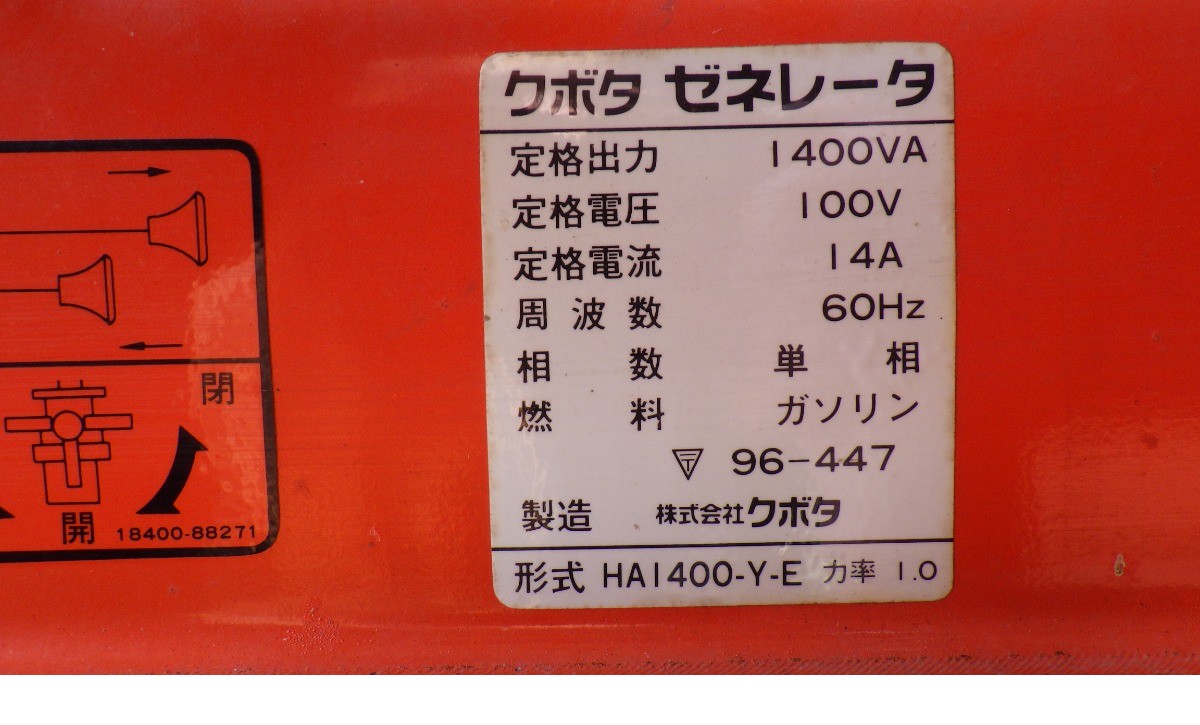 クボタ ゼネレータ
定格出力 1400VA
定格電圧 100V
定格電流 14A
周波数 60Hz
相数 単相
燃料 ガソリン
〒 96-447
製造 株式会社クボタ
形式 HA1400-Y-E 力率 1.0
閉
開 18400-88271